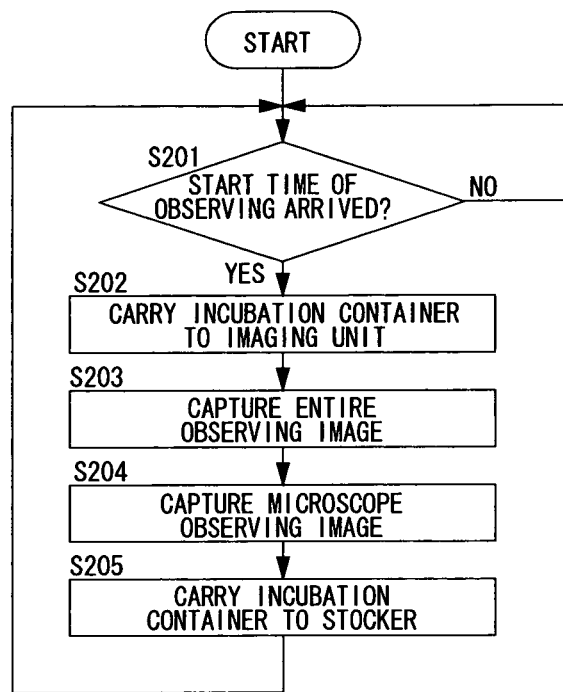 START
S201
START TIME OF
OBSERVING ARRIVED?
NO
YES
S202
CARRY INCUBATION CONTAINER
TO IMAGING UNIT
S203
CAPTURE ENTIRE
OBSERVING IMAGE
S204
CAPTURE MICROSCOPE
OBSERVING IMAGE
S205
CARRY INCUBATION
CONTAINER TO STOCKER